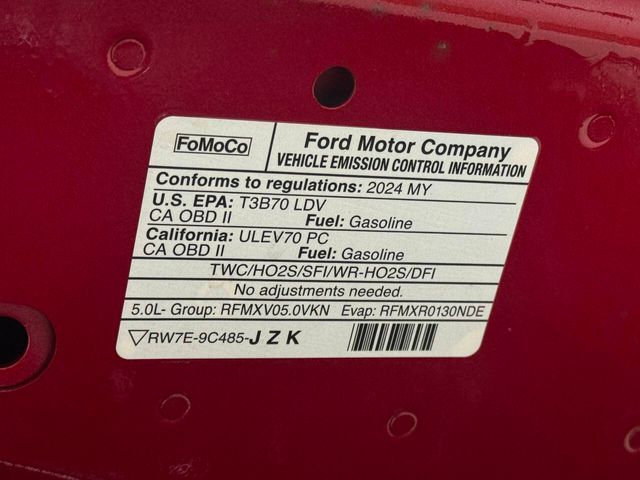 FoMoCo
Ford Motor Company
VEHICLE EMISSION CONTROL INFORMATION
Conforms to regulations: 2024 MY
U.S. EPA: T3B70 LDV
CA OBD II Fuel: Gasoline
California: ULEV70 PC
CA OBD II Fuel: Gasoline
TWC/HO2S/SFI/WR-HO2S/DFI
No adjustments needed.
5.0L- Group: RFMXV05.0VKN Evap: RFMXR0130NDE
RW7E-9C485-J Z K